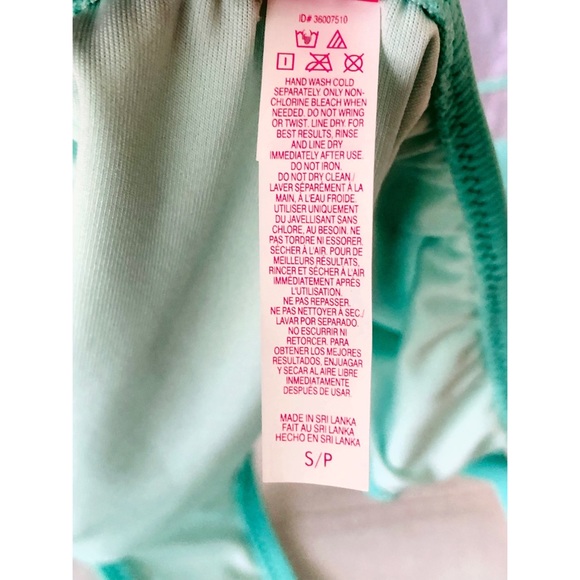 ID# 36007510
HAND WASH COLD
SEPARATELY ONLY NON-
CHLORINE BLEACH WHEN
NEEDED. DO NOT WRING
OR TWIST. LINE DRY FOR
BEST RESULTS, RINSE
AND LINE DRY
IMMEDIATELY AFTER USE.
DO NOT IRON.
DO NOT DRY CLEAN./
LAVER SÉPARÉMENT À LA
MAIN, À L'EAU FROIDE.
UTILISER UNIQUEMENT
DU JAVELLISANT SANS
CHLORE, AU BESOIN. NE
PAS TORDRE NI ESSORER.
SÉCHER À L'AIR. POUR DE
MEILLEURS RÉSULTATS,
RINCER ET SÉCHER À L'AIR
IMMÉDIATEMENT APRÈS
L'UTILISATION.
NE PAS REPASSER.
NE PAS NETTOYER À SEC./
LAVAR POR SEPARADO.
NO ESCURRIR NI
RETORCER. PARA
OBTENER LOS MEJORES
RESULTADOS, ENJUAGAR
Y SECAR AL AIRE LIBRE
INMEDIATAMENTE
DESPUÉS DE USAR
MADE IN SRI LANKA
FAIT AU SRI LANKA
HECHO EN SRI LANKA
S/P